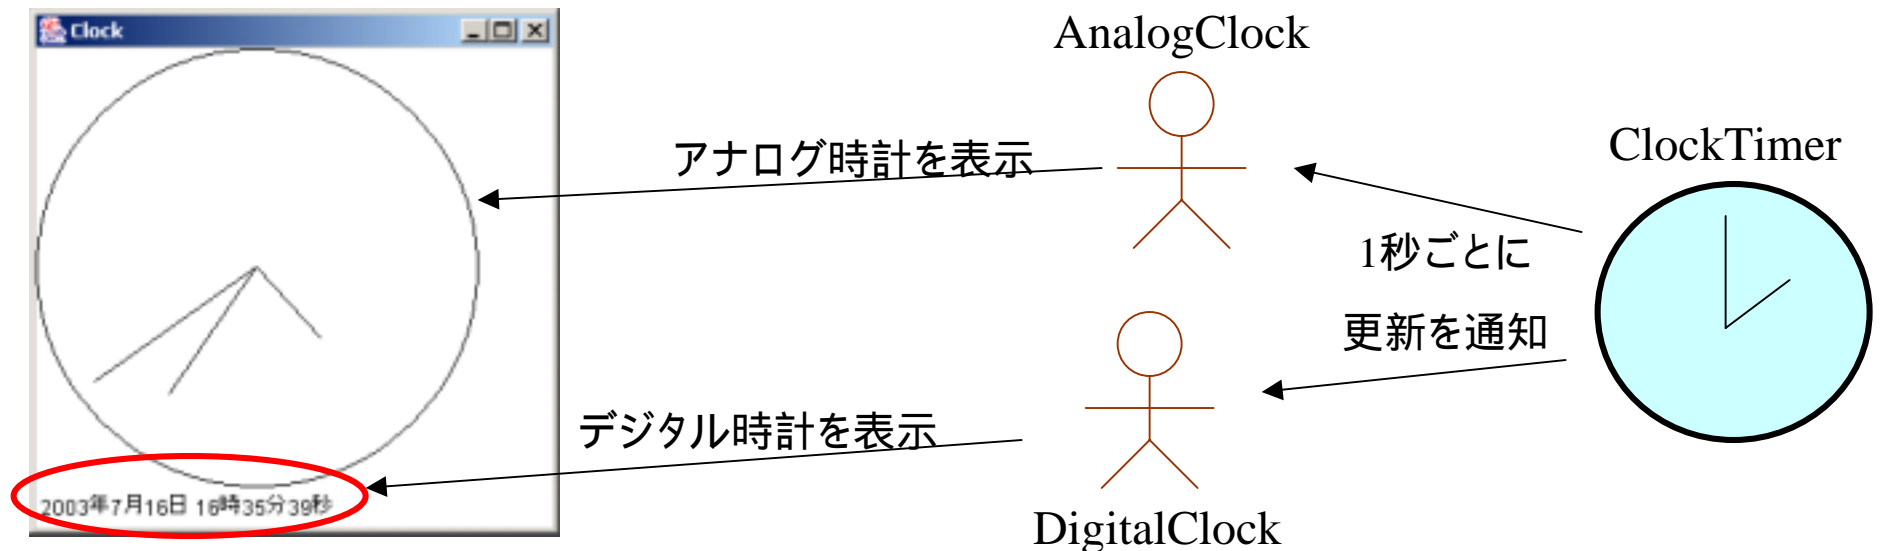 Clock
AnalogClock
アナログ時計を表示
ClockTimer
1秒ごとに
更新を通知
デジタル時計を表示
2003年7月16日 16時35分39秒
DigitalClock